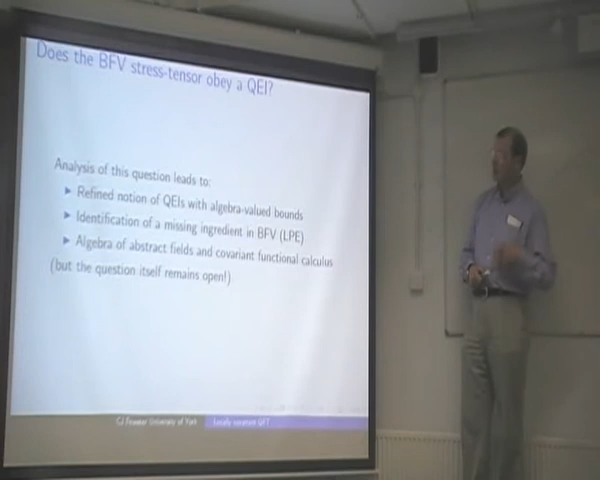 Does the BFV stress-tensor obey a QEI?
Analysis of this question leads to:
▶ Refined notion of QEIs with algebra-valued bounds
▶ Identification of a missing ingredient in BFV (LPE)
▶ Algebra of abstract fields and covariant functional calculus
(but the question itself remains open!)
CJ Fewster University of York
Locally covariant QFT